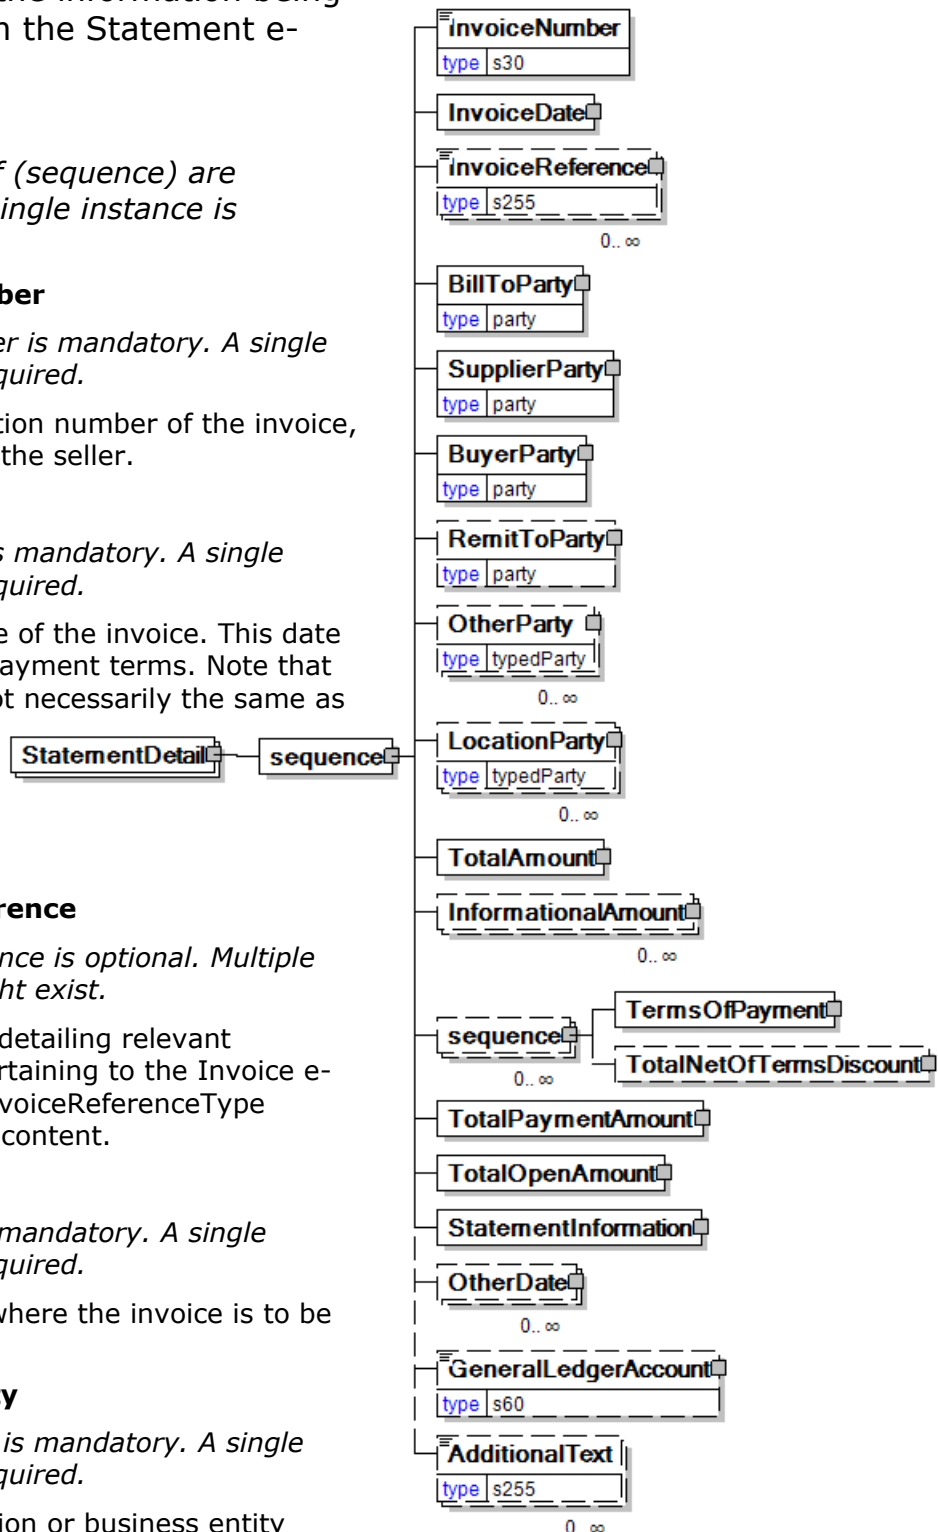 the information being
n the Statement e-
f (sequence) are
single instance is
ber
er is mandatory. A single
quired.
tion number of the invoice,
the seller.
s mandatory. A single
quired.
e of the invoice. This date
payment terms. Note that
ot necessarily the same as
rence
nce is optional. Multiple
ht exist.
detailing relevant
rtaining to the Invoice e-
voiceReferenceType
content.
mandatory. A single
quired.
where the invoice is to be
ty
is mandatory. A single
quired.
ion or business entity
StatementDetail
sequence
InvoiceNumber
type s30
InvoiceDate
InvoiceReference
type s255
0.. ∞
BillToParty
type party
SupplierParty
type party
BuyerParty
type party
RemitToParty
type party
OtherParty
type typedParty
0.. ∞
LocationParty
type typedParty
0.. ∞
TotalAmount
InformationalAmount
0.. ∞
sequence
0.. ∞
TermsOfPayment
TotalNetOfTermsDiscount
TotalPaymentAmount
TotalOpenAmount
StatementInformation
OtherDate
0.. ∞
GeneralLedgerAccount
type s60
AdditionalText
type s255
0.. ∞